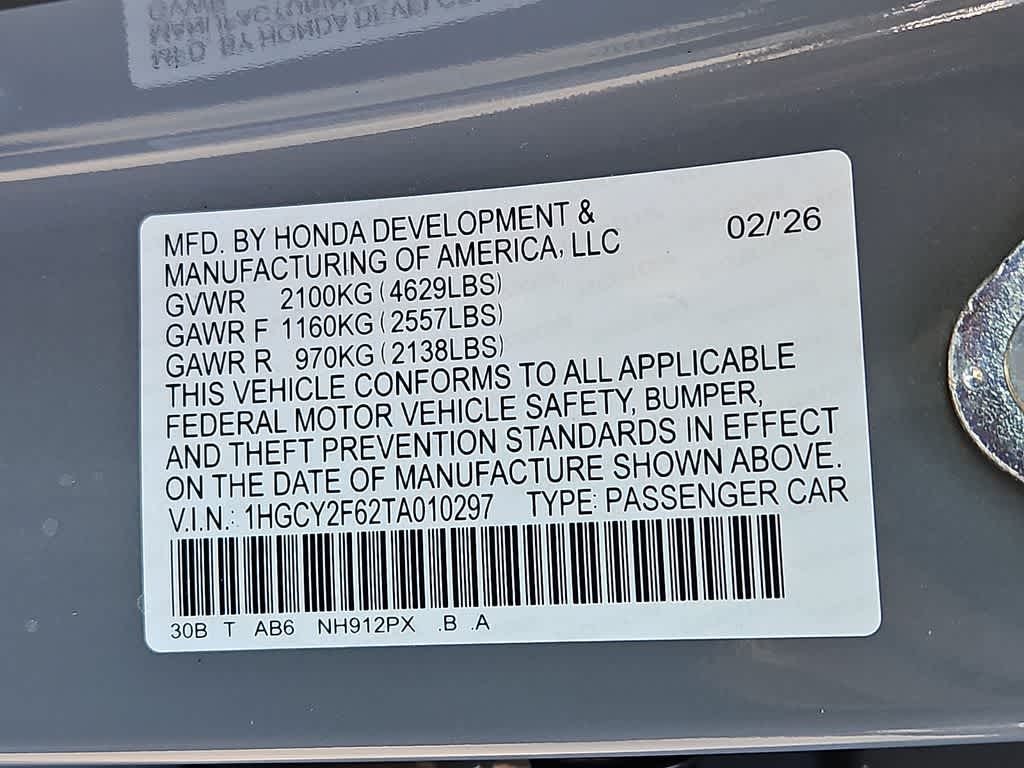 MFD. BY HONDA DEVELOPMENT &
MANUFACTURING OF AMERICA, LLC 02/'26
GVWR 2100KG (4629LBS)
GAWR F 1160KG (2557LBS)
GAWR R 970KG (2138LBS)
THIS VEHICLE CONFORMS TO ALL APPLICABLE
FEDERAL MOTOR VEHICLE SAFETY, BUMPER,
AND THEFT PREVENTION STANDARDS IN EFFECT
ON THE DATE OF MANUFACTURE SHOWN ABOVE.
V.I.N.: 1HGCY2F62TA010297 TYPE: PASSENGER CAR
30B T AB6 NH912PX .B .A